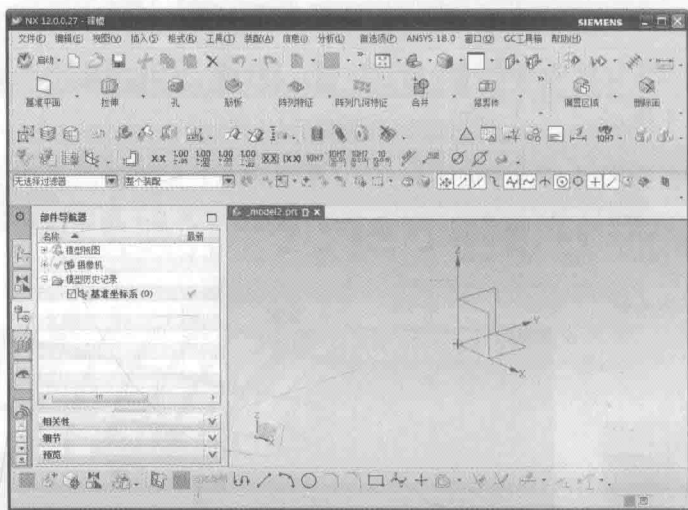 NX 12.0.0.27 - 建模
SIEMENS
文件(F) 编辑(E) 视图(V) 插入(S) 格式(R) 工具(T) 装配(A) 信息(I) 分析(L) 首选项(P) ANSYS 18.0 窗口(O) GC工具箱 帮助(H)
启动
基准平面 拉伸 孔 筋板 阵列特征 阵列几何特征 合并 修剪体 偏置区域 删除面
无选择过滤器 整个装配
部件导航器
_model2.prt
名称 最新
模型视图
摄像机
模型历史记录
基准坐标系 (0)
Z
Y
X
相关性
细节
预览